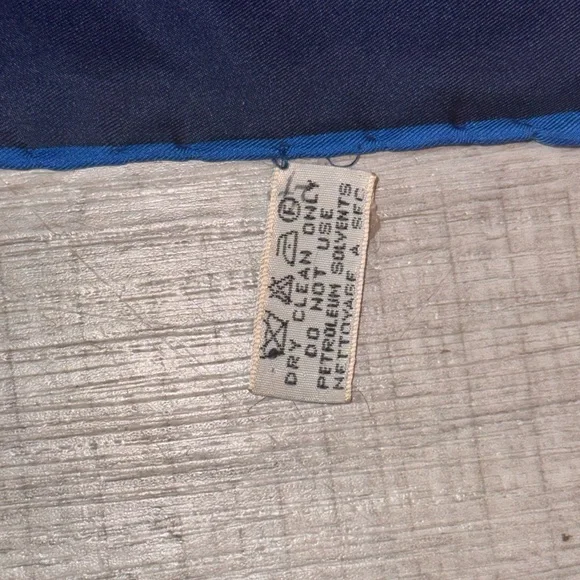 DRY CLEAN ONLY
DO NOT USE
PETROLEUM SOLVENTS
NETTOYAGE A SEC